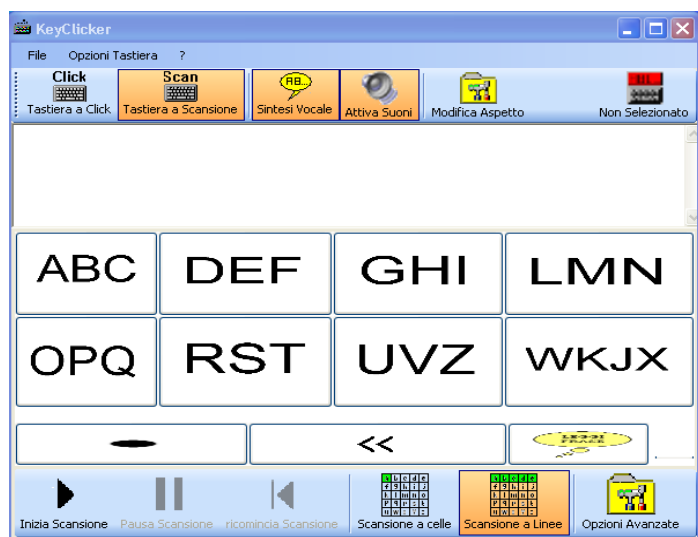 KeyClicker
File Opzioni Tastiera ?
Click Scan AB...
Tastiera a Click Tastiera a Scansione Sintesi Vocale Attiva Suoni Modifica Aspetto Non Selezionato
ABC DEF GHI LMN
OPQ RST UVZ WKJX
<<
Inizia Scansione Pausa Scansione ricomincia Scansione Scansione a celle Scansione a Linee Opzioni Avanzate